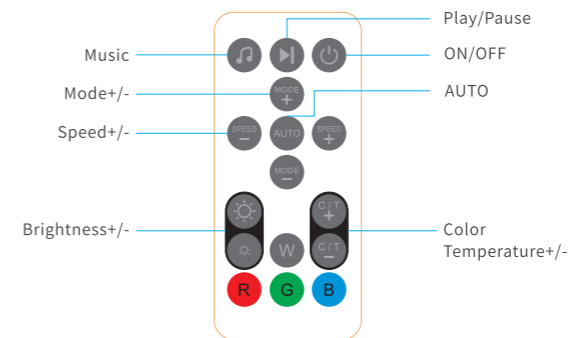 Play/Pause
Music
ON/OFF
Mode+/-
MODE
+
AUTO
Speed+/-
SPEED
−
AUTO
SPEED
+
MODE
−
Brightness+/-
C/T
+
C/T
−
Color
Temperature+/-
W
R G B